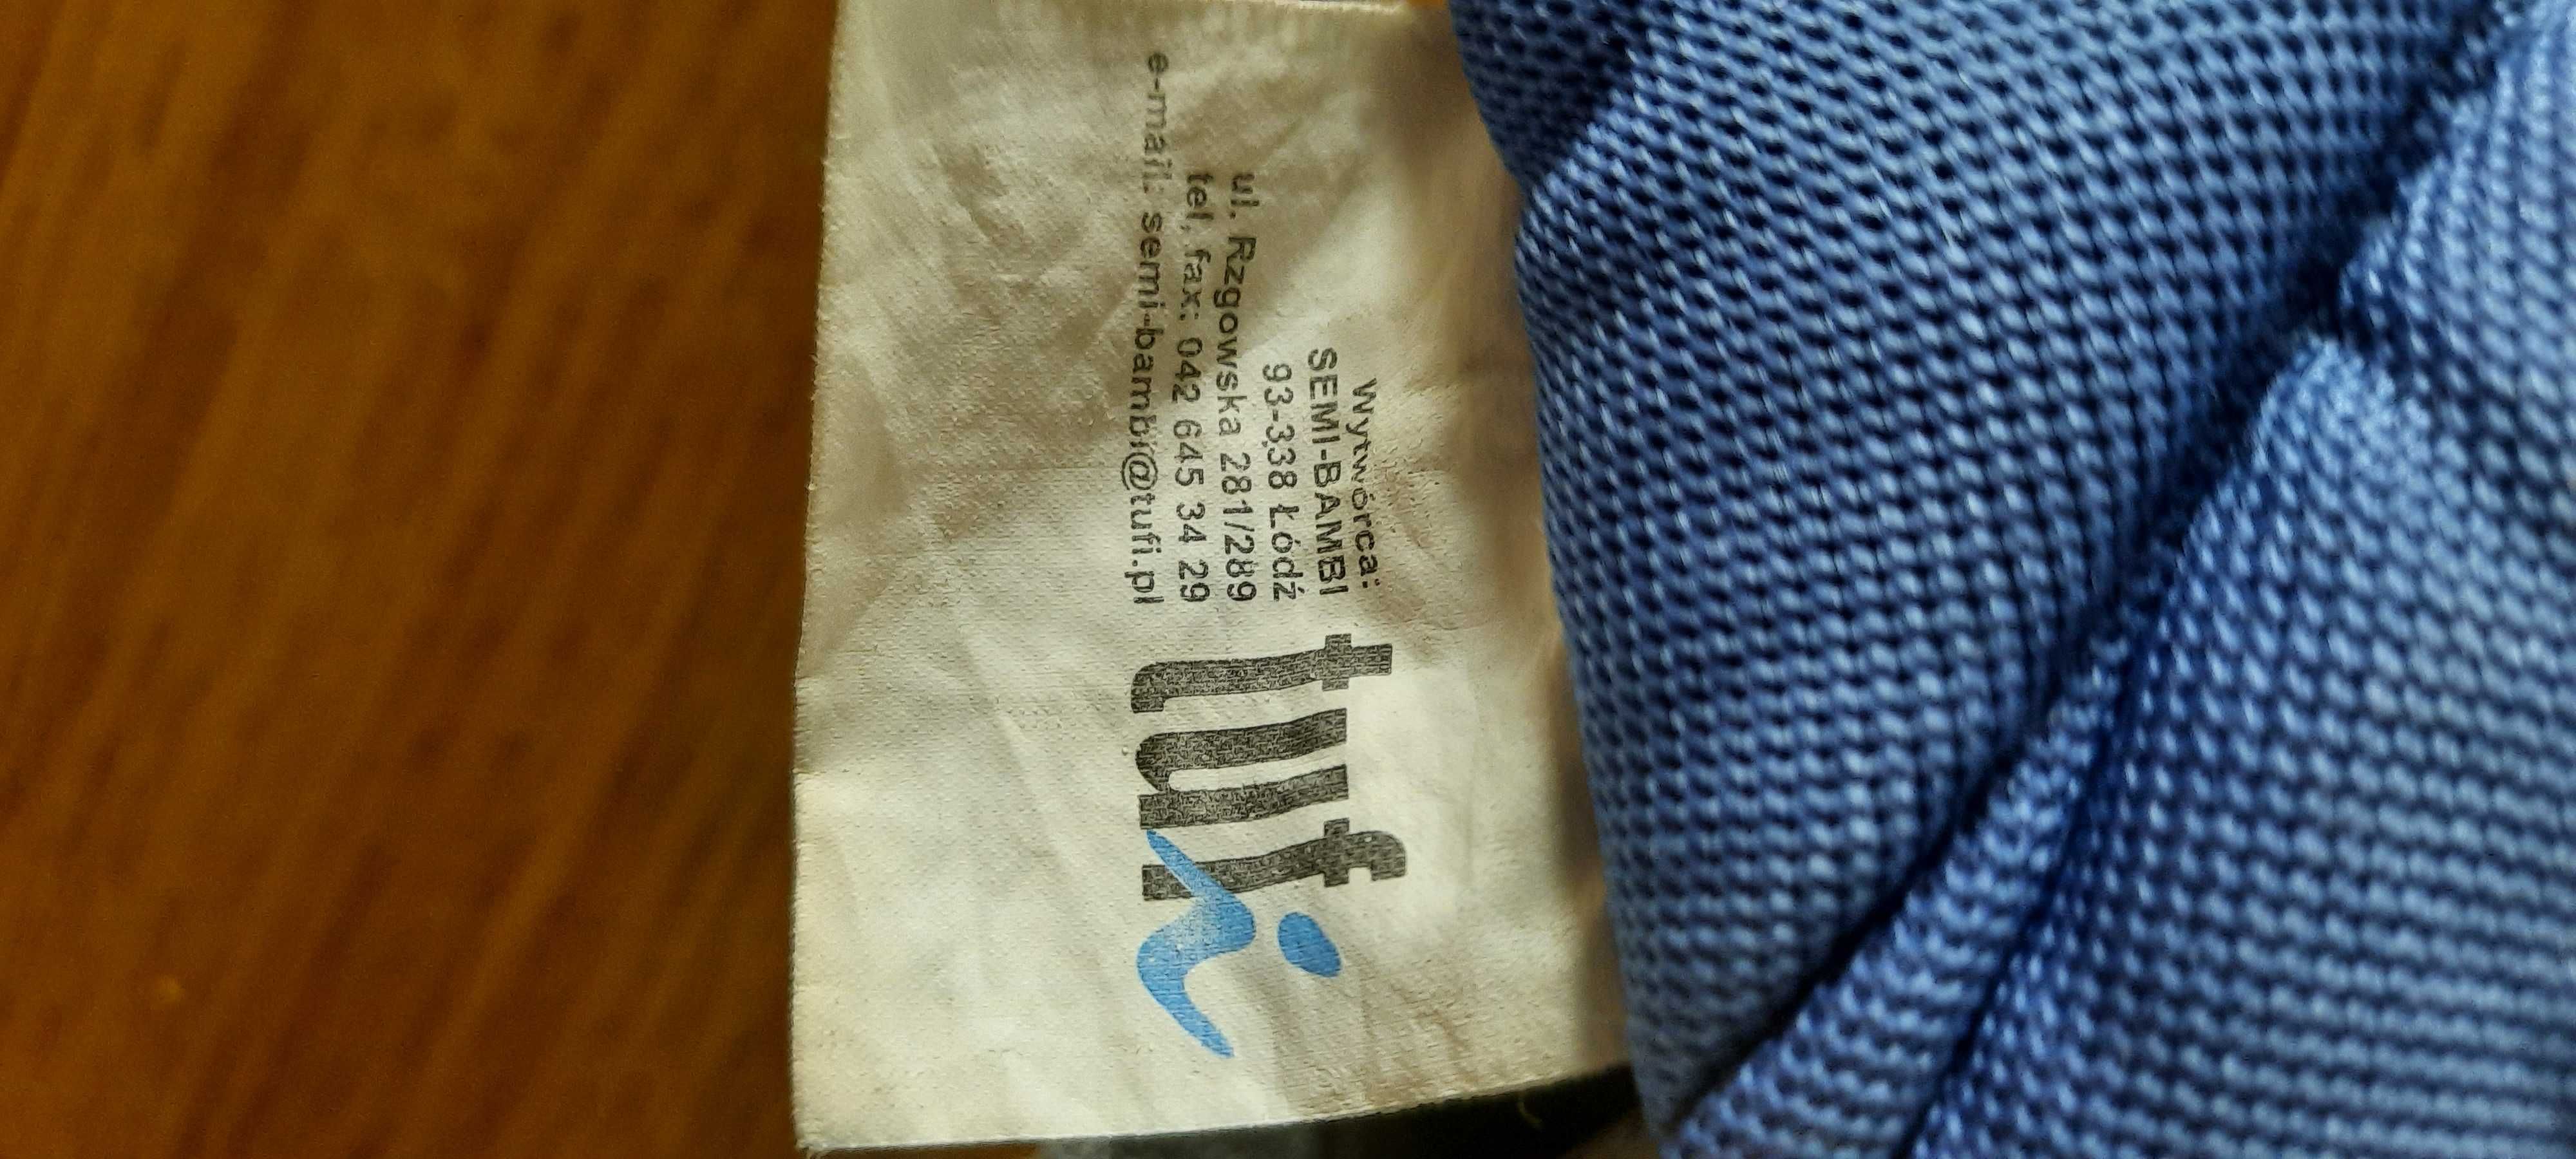 Wytwórca:
SEMI-BAMBI
93-338 Łódź
ul. Rzgowska 281/289
tel, fax: 042 645 34 29
e-mail: semi-bambi@tufi.pl
tufi